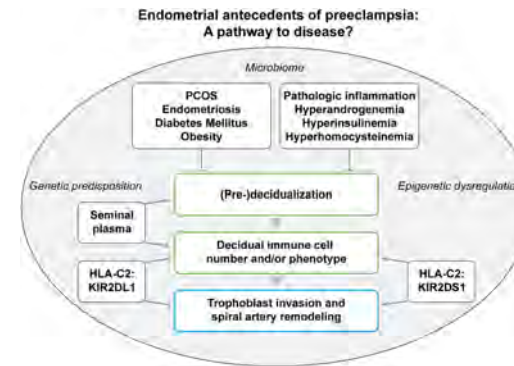 Endometrial antecedents of preeclampsia:
A pathway to disease?
Microbiome
PCOS
Endometriosis
Diabetes Mellitus
Obesity
Pathologic inflammation
Hyperandrogenemia
Hyperinsulinemia
Hyperhomocysteinemia
Genetic predisposition
Epigenetic dysregulation
(Pre-)decidualization
Seminal
plasma
Decidual immune cell
number and/or phenotype
HLA-C2:
KIR2DL1
HLA-C2:
KIR2DS1
Trophoblast invasion and
spiral artery remodeling